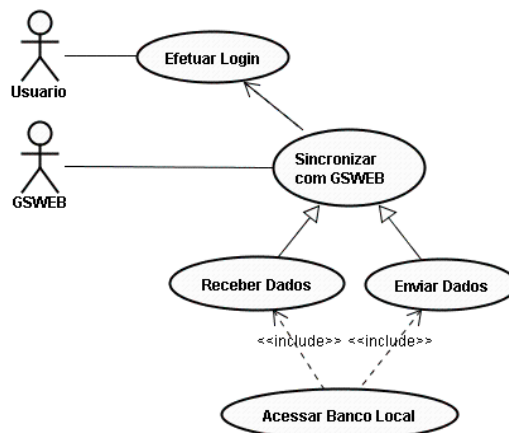 Efetuar Login
Usuario
Sincronizar
com GSWEB
GSWEB
Receber Dados
Enviar Dados
<<include>> <<include>>
Acessar Banco Local